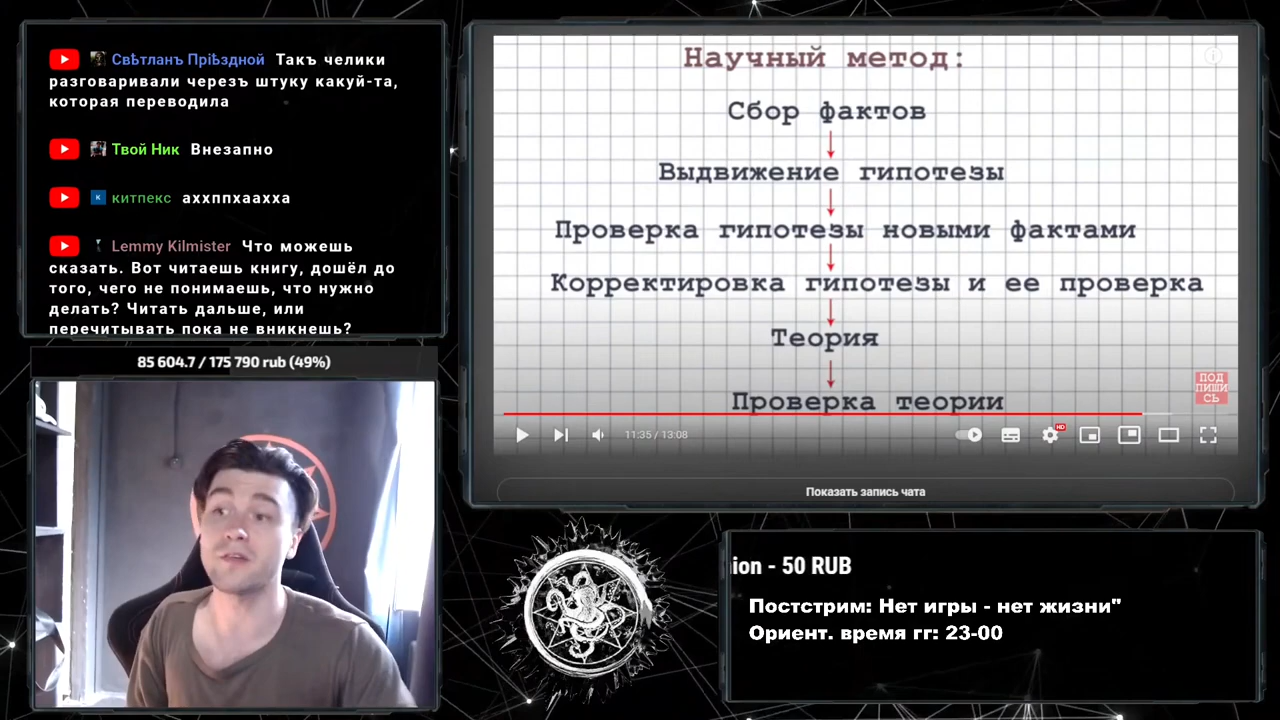 Свѣтланъ Прiѣздной Такъ челики
разговаривали черезъ штуку какуй-та,
которая переводила
Твой Ник Внезапно
китпекс аххппхаахха
Lemmy Kilmister Что можешь
сказать. Вот читаешь книгу, дошёл до
того, чего не понимаешь, что нужно
делать? Читать дальше, или
перечитывать пока не вникнешь?
85 604.7 / 175 790 rub (49%)
Научный метод:
Сбор фактов
Выдвижение гипотезы
Проверка гипотезы новыми фактами
Корректировка гипотезы и ее проверка
Теория
Проверка теории
ПОД
ПИШИ
СЬ
11:35 / 13:08
HD
Показать запись чата
ion - 50 RUB
Постстрим: Нет игры - нет жизни"
Ориент. время гг: 23-00